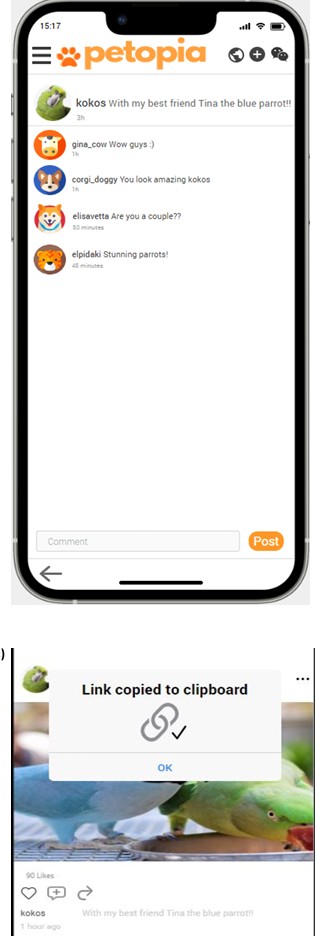 15:17
petopia
kokos With my best friend Tina the blue parrot!!
3h
gina_cow Wow guys :)
1h
corgi_doggy You look amazing kokos
1h
elisavetta Are you a couple??
50 minutes
elpidaki Stunning parrots!
45 minutes
Comment
Post
)
Link copied to clipboard
OK
90 Likes
kokos With my best friend Tina the blue parrot!!
1 hour ago